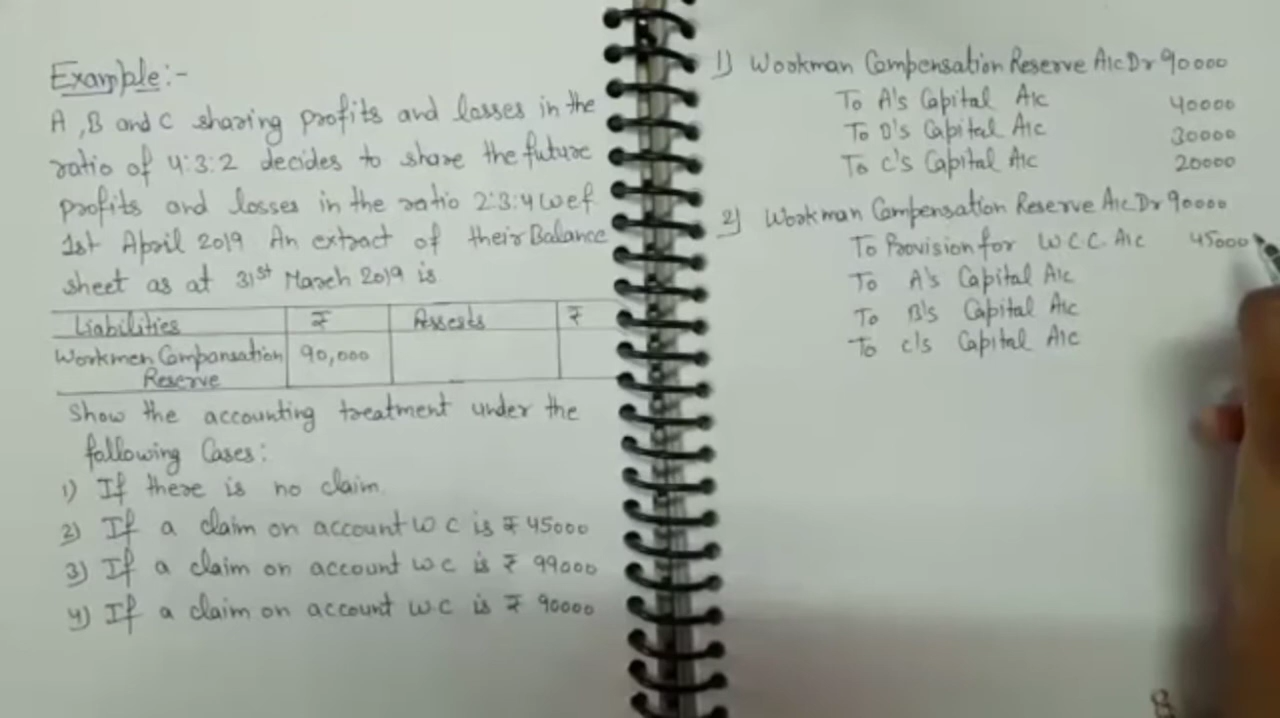 Example:-
A, B and C sharing profits and losses in the
ratio of 4:3:2 decides to share the future
profits and losses in the ratio 2:3:4 wef
1st April 2019 An extract of their Balance
sheet as at 31st March 2019 is
Liabilities ₹ Assests ₹
Workmen Compansation 90,000
Reserve
Show the accounting treatment under the
following Cases:
1) If there is no claim.
2) If a claim on account W C is ₹ 45000
3) If a claim on account W C is ₹ 99000
4) If a claim on account W C is ₹ 90000
1) Workman Compensation Reserve A/c Dr 90000
To A's Capital A/c 40000
To B's Capital A/c 30000
To C's Capital A/c 20000
2) Workman Compensation Reserve A/c Dr 90000
To Provision for W C C A/c 45000
To A's Capital A/c
To B's Capital A/c
To C's Capital A/c